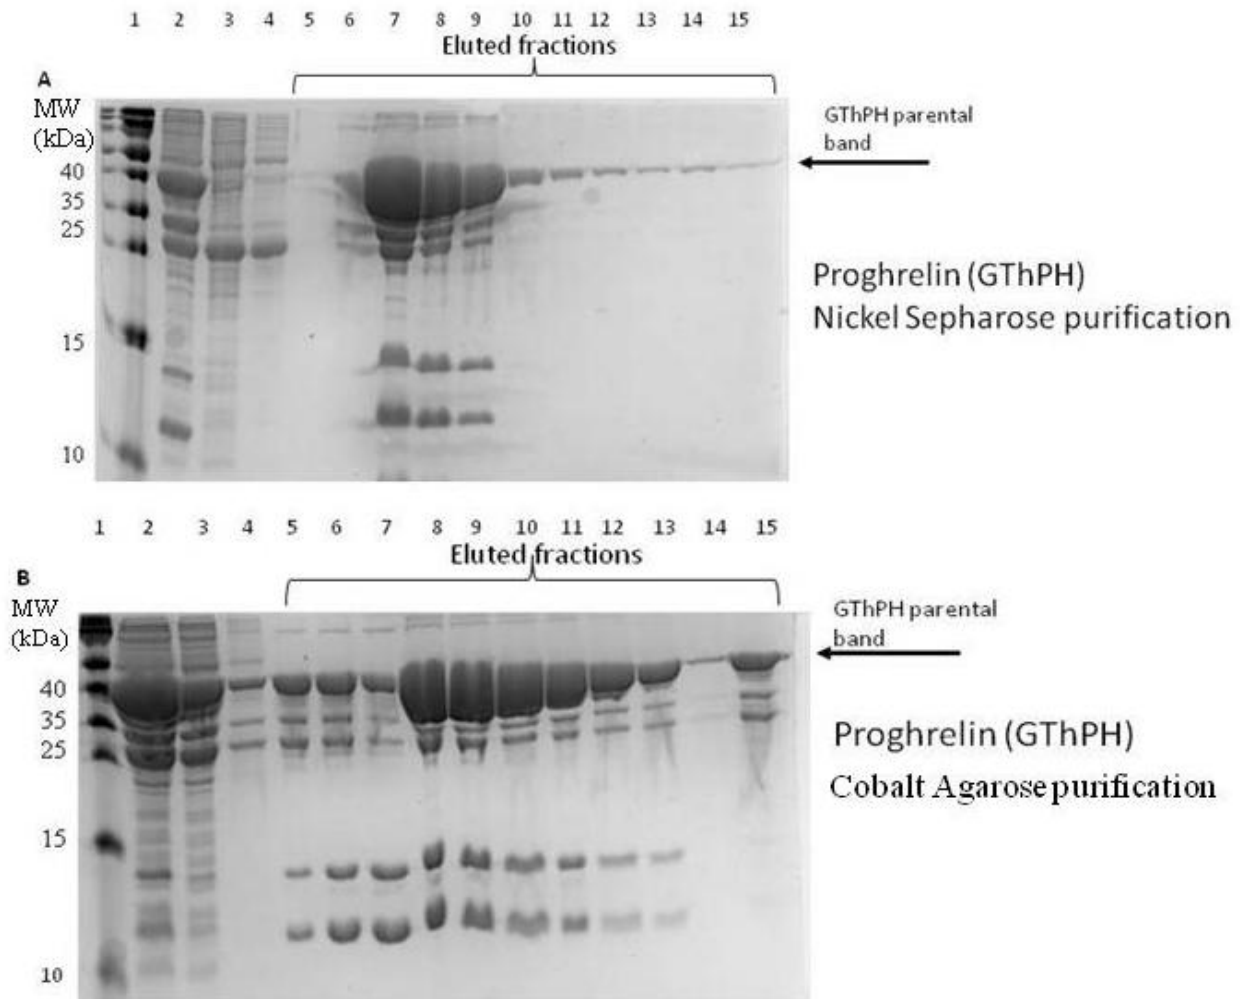 1 2 3 4 5 6 7 8 9 10 11 12 13 14 15
Eluted fractions
A
MW
(kDa)
40
35
25
15
10
GThPH parental
band
Proghrelin (GThPH)
Nickel Sepharose purification
1 2 3 4 5 6 7 8 9 10 11 12 13 14 15
Eluted fractions
B
MW
(kDa)
40
35
25
15
10
GThPH parental
band
Proghrelin (GThPH)
Cobalt Agarose purification